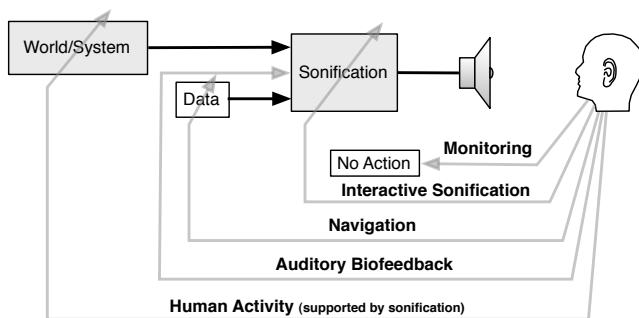 World/System
Sonification
Data
Monitoring
No Action
Interactive Sonification
Navigation
Auditory Biofeedback
Human Activity (supported by sonification)